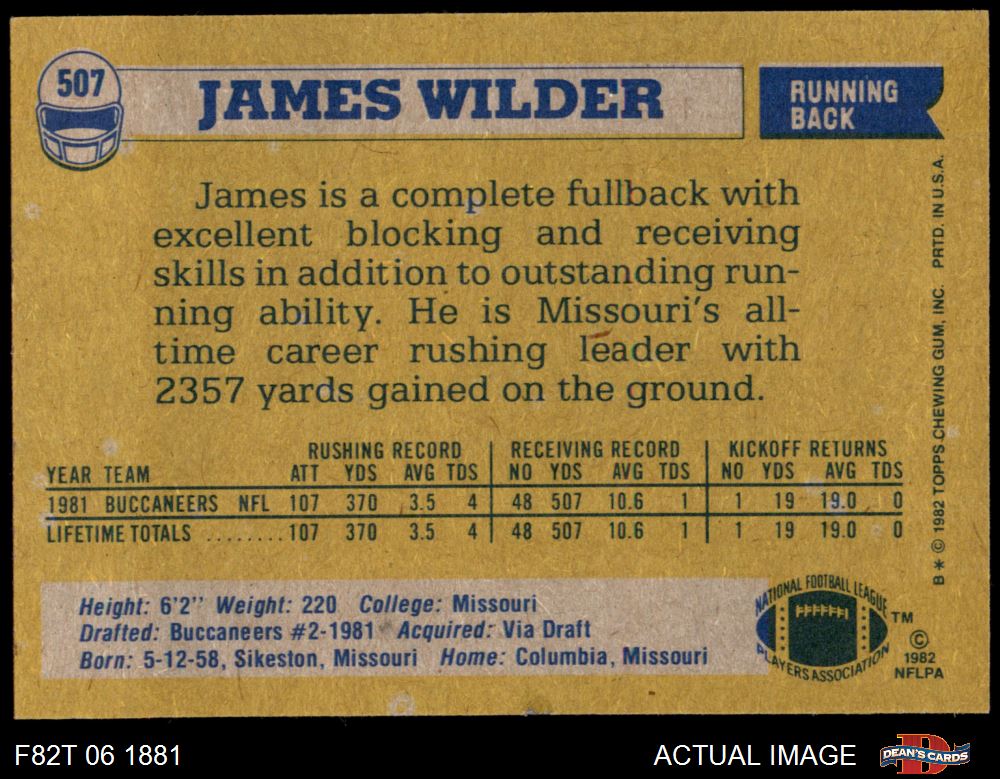 507
JAMES WILDER
RUNNING
BACK
James is a complete fullback with
excellent blocking and receiving
skills in addition to outstanding run-
ning ability. He is Missouri's all-
time career rushing leader with
2357 yards gained on the ground.
RUSHING RECORD RECEIVING RECORD KICKOFF RETURNS
YEAR TEAM ATT YDS AVG TDS NO YDS AVG TDS NO YDS AVG TDS
1981 BUCCANEERS NFL 107 370 3.5 4 48 507 10.6 1 1 19 19.0 0
LIFETIME TOTALS ........ 107 370 3.5 4 48 507 10.6 1 1 19 19.0 0
Height: 6'2" Weight: 220 College: Missouri
Drafted: Buccaneers #2-1981 Acquired: Via Draft
Born: 5-12-58, Sikeston, Missouri Home: Columbia, Missouri
NATIONAL FOOTBALL LEAGUE
PLAYERS ASSOCIATION
TM
©
1982
NFLPA
B * © 1982 TOPPS CHEWING GUM, INC. PRTD. IN U.S.A.
F82T 06 1881
ACTUAL IMAGE
DEAN'S CARDS